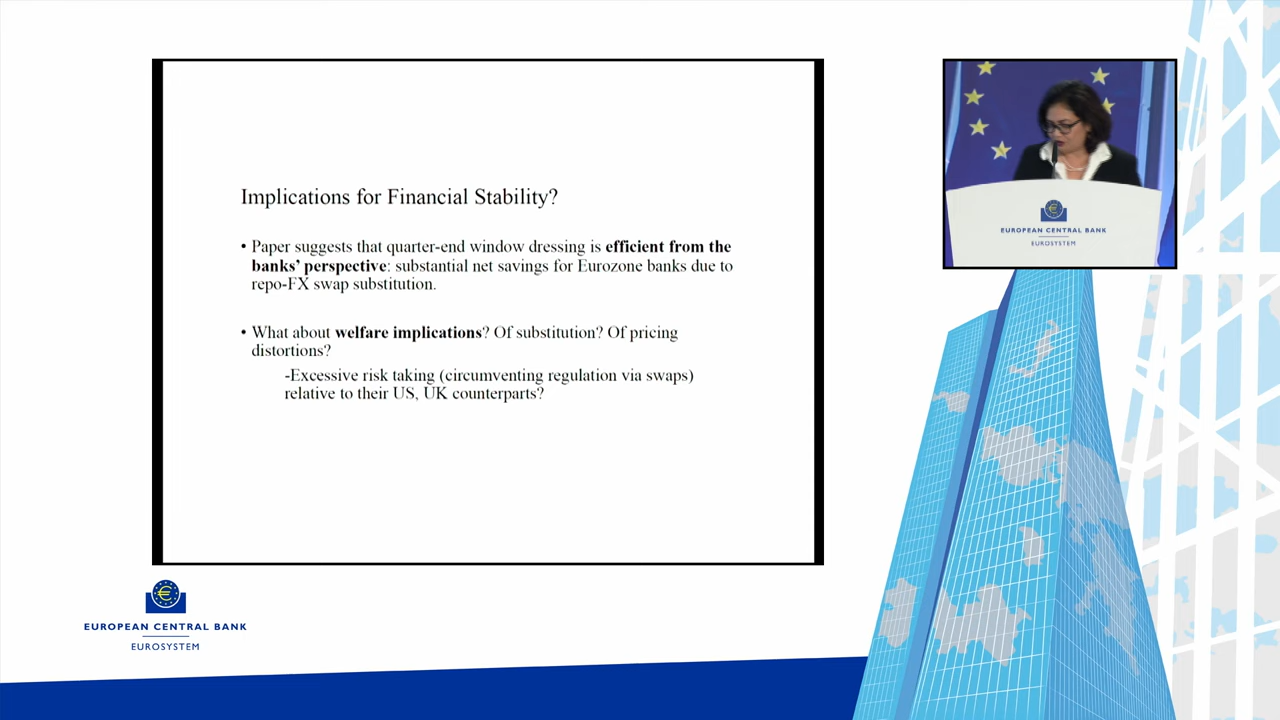 Implications for Financial Stability?
• Paper suggests that quarter-end window dressing is efficient from the
banks' perspective: substantial net savings for Eurozone banks due to
repo-FX swap substitution.
• What about welfare implications? Of substitution? Of pricing
distortions?
-Excessive risk taking (circumventing regulation via swaps)
relative to their US, UK counterparts?
EUROPEAN CENTRAL BANK
EUROSYSTEM
EUROPEAN CENTRAL BANK
EUROSYSTEM